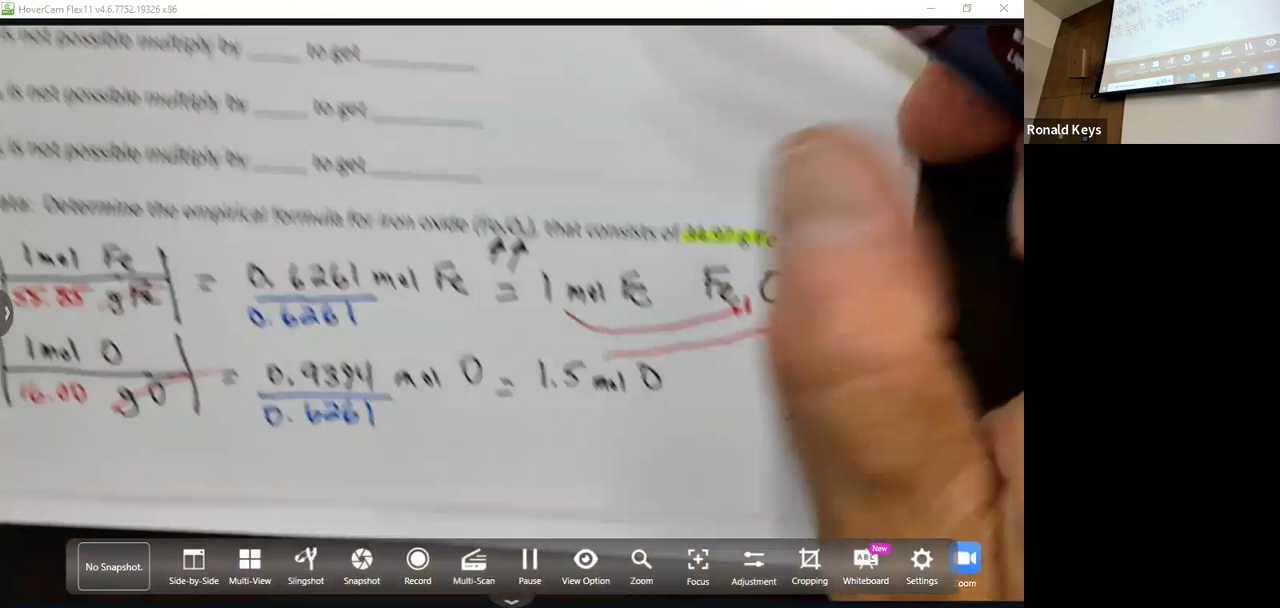 HoverCam Flex11 v4.6.7752.19326 x86
is not possible multiply by ____ to get ________
is not possible multiply by ____ to get ________
is not possible multiply by ____ to get ________
Determine the empirical formula for iron oxide (FexOy), that consists of
1 mol Fe
55.85 g Fe
= 0.6261 mol Fe
0.6261
= 1 mol Fe
Fe1
1 mol O
16.00 g O
= 0.9394 mol O
0.6261
= 1.5 mol O
Ronald Keys
No Snapshot.
Side-by-Side
Multi-View
Slingshot
Snapshot
Record
Multi-Scan
Pause
View Option
Zoom
Focus
Adjustment
Cropping
New
ABC
Whiteboard
Settings
oom